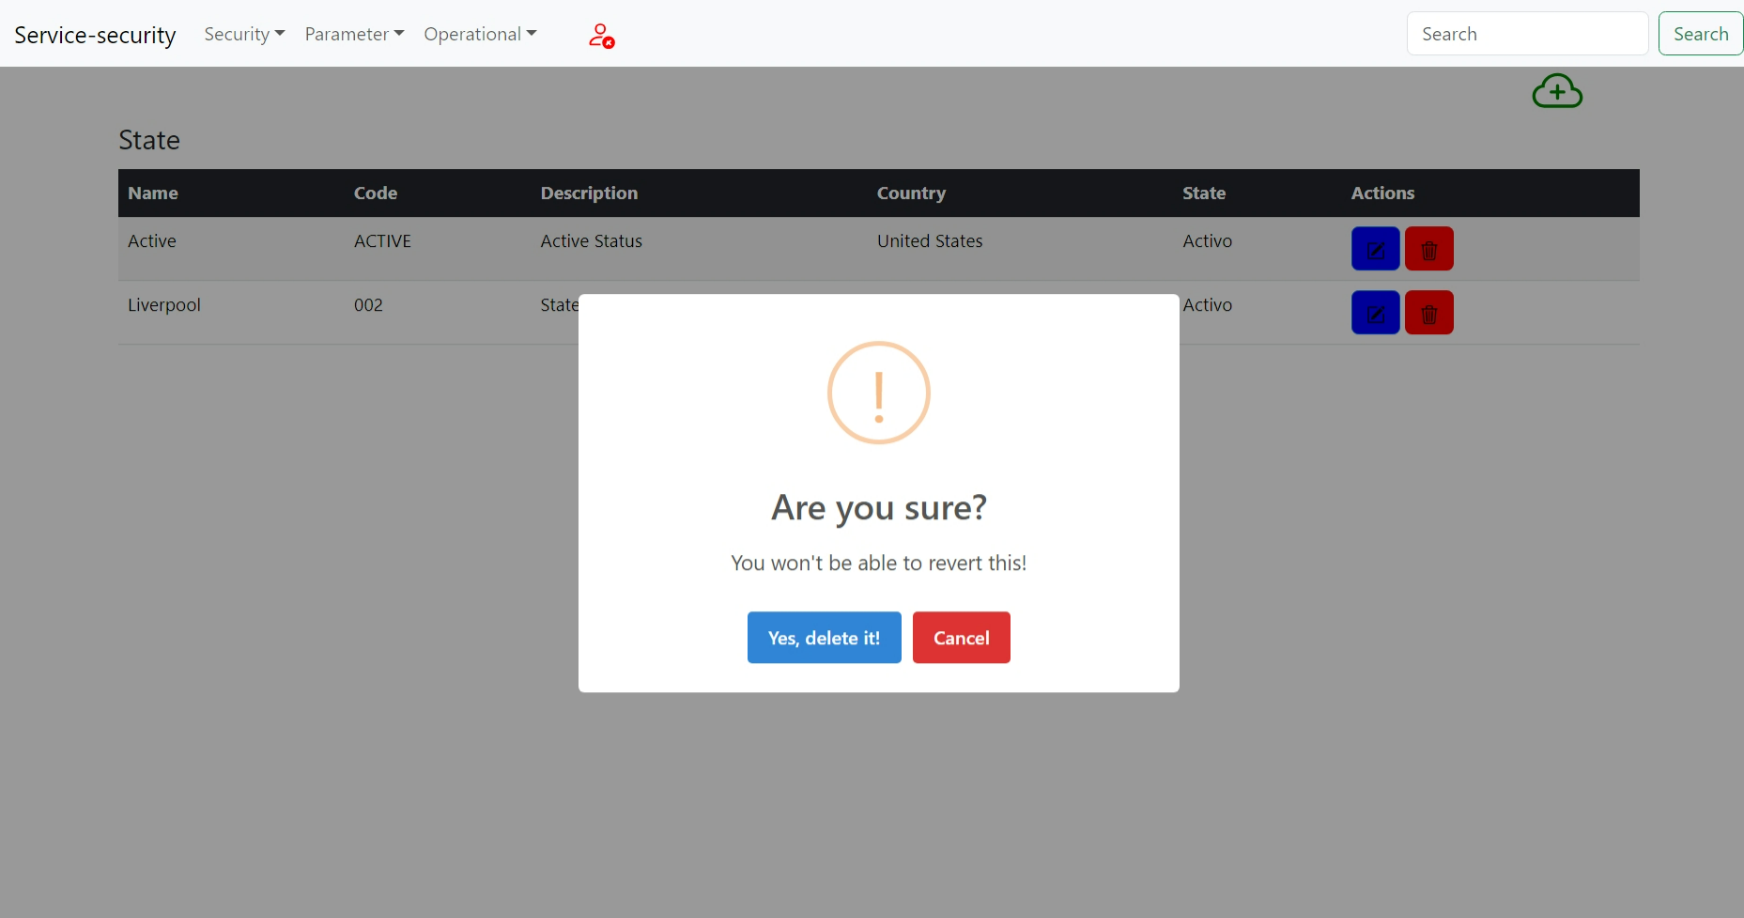 Service-security Security Parameter Operational Search Search
State
Name Code Description Country State Actions
Active ACTIVE Active Status United States Activo
Liverpool 002 State Activo
!
Are you sure?
You won't be able to revert this!
Yes, delete it! Cancel